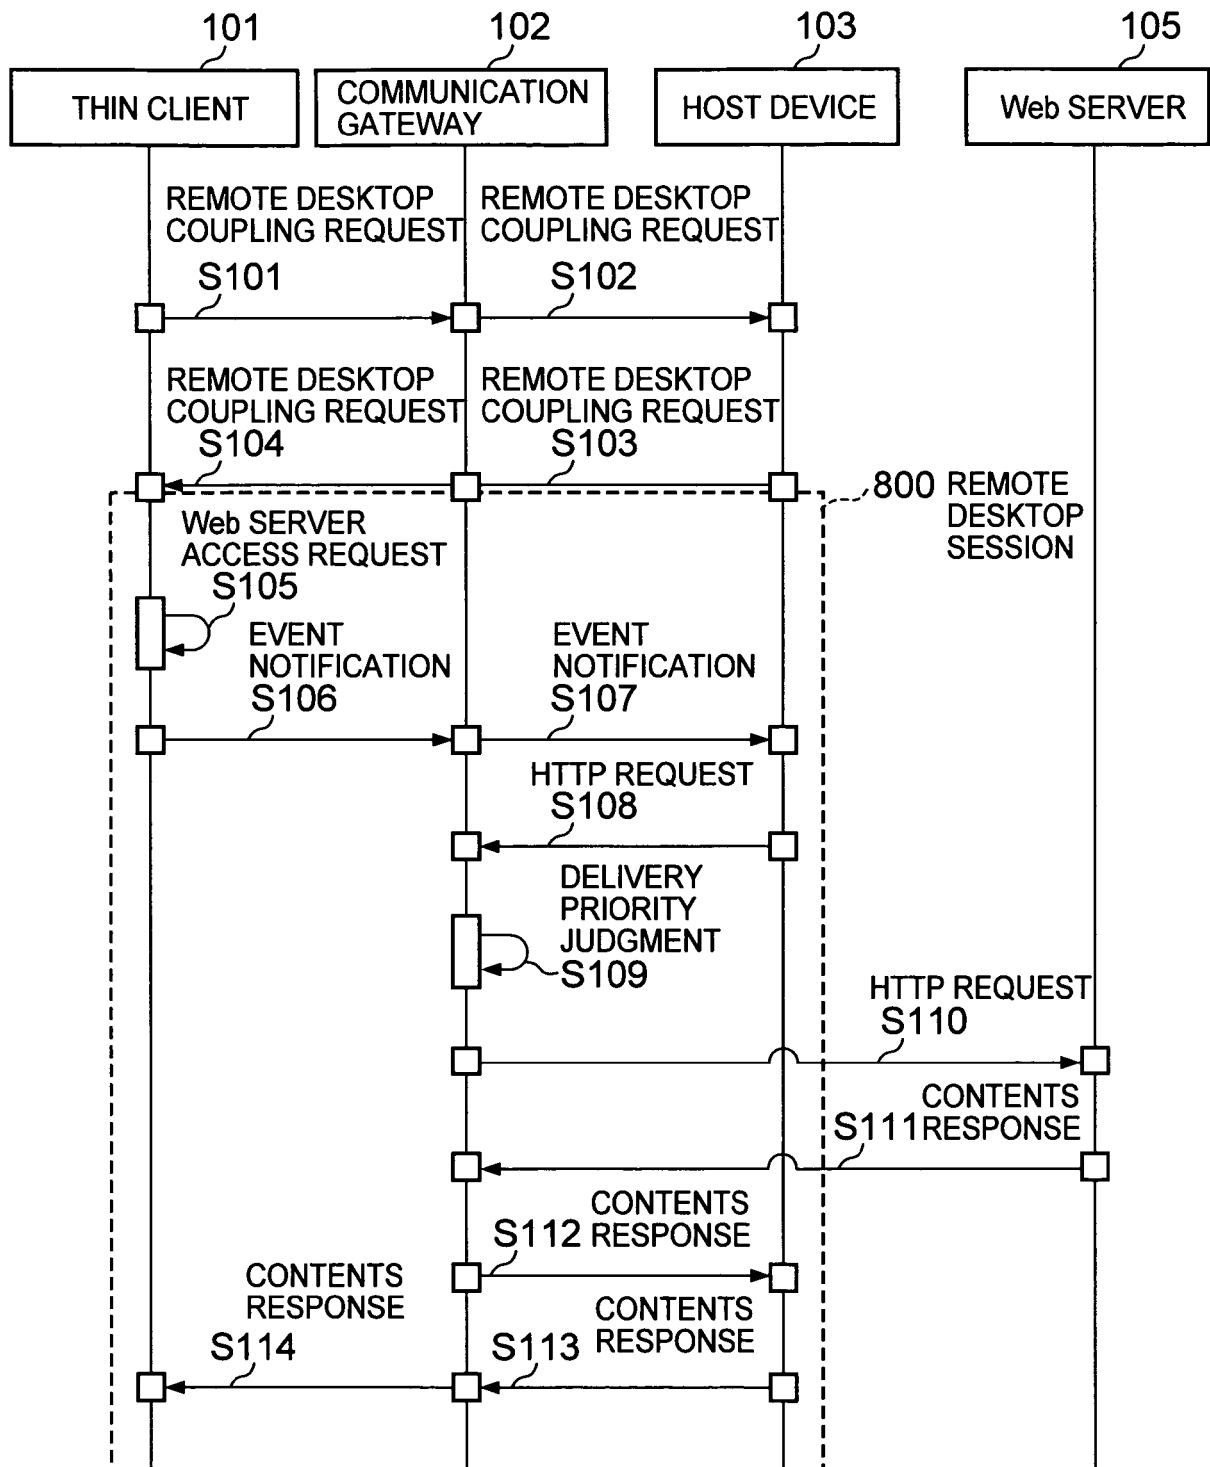 101
102
103
105
THIN CLIENT
COMMUNICATION
GATEWAY
HOST DEVICE
Web SERVER
REMOTE DESKTOP
COUPLING REQUEST
S101
REMOTE DESKTOP
COUPLING REQUEST
S102
REMOTE DESKTOP
COUPLING REQUEST
S104
REMOTE DESKTOP
COUPLING REQUEST
S103
800 REMOTE
DESKTOP
SESSION
Web SERVER
ACCESS REQUEST
S105
EVENT
NOTIFICATION
S106
EVENT
NOTIFICATION
S107
HTTP REQUEST
S108
DELIVERY
PRIORITY
JUDGMENT
S109
HTTP REQUEST
S110
CONTENTS
S111 RESPONSE
CONTENTS
S112 RESPONSE
CONTENTS
RESPONSE
S114
CONTENTS
RESPONSE
S113